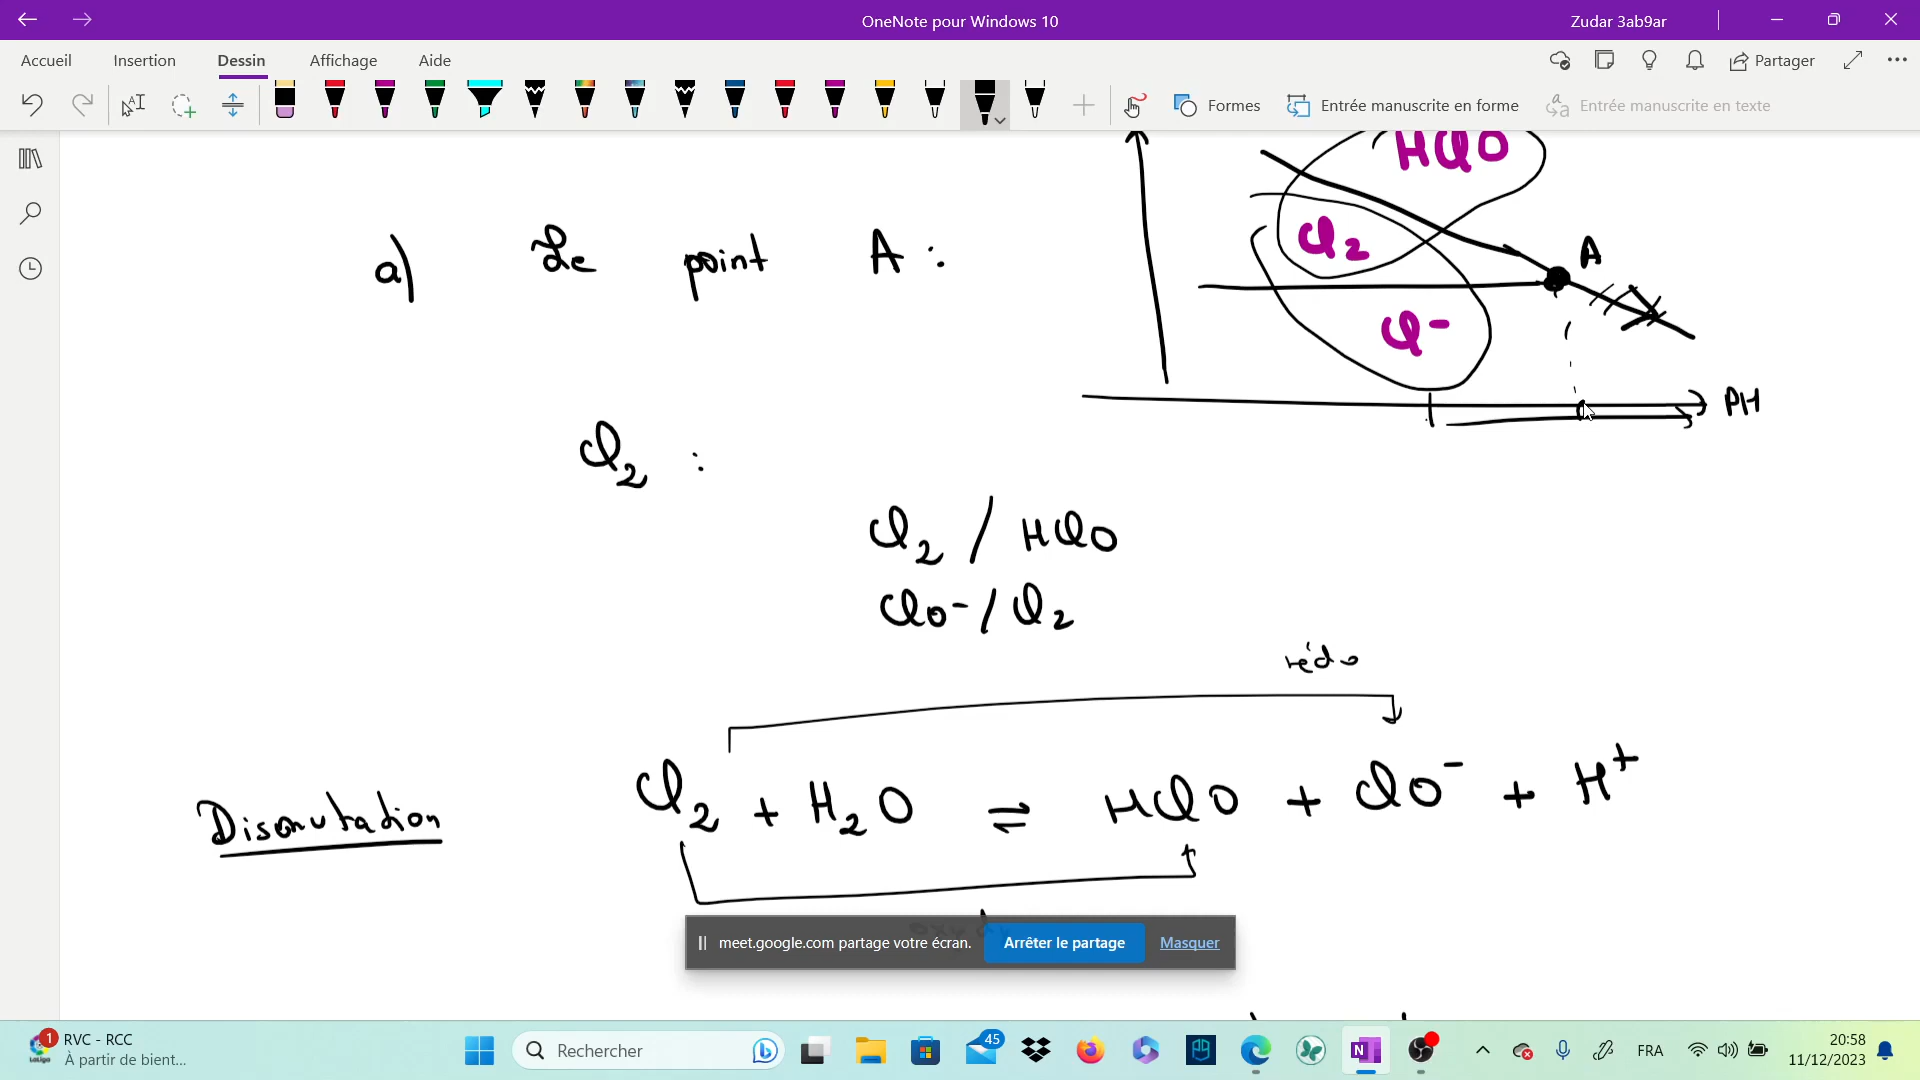 OneNote pour Windows 10
Zudar 3ab9ar
Accueil Insertion Dessin Affichage Aide
Partager
Formes
Entrée manuscrite en forme
Entrée manuscrite en texte
HClO
a) Le point A :
Cl2
A
Cl-
PH
Cl2 :
Cl2 / HClO
ClO- / Cl2
rédo
Dismutation
Cl2 + H2O ⇌ HClO + ClO- + H+
meet.google.com partage votre écran.
Arrêter le partage
Masquer
1
RVC - RCC
À partir de bient...
Rechercher
45
FRA
20:58
11/12/2023